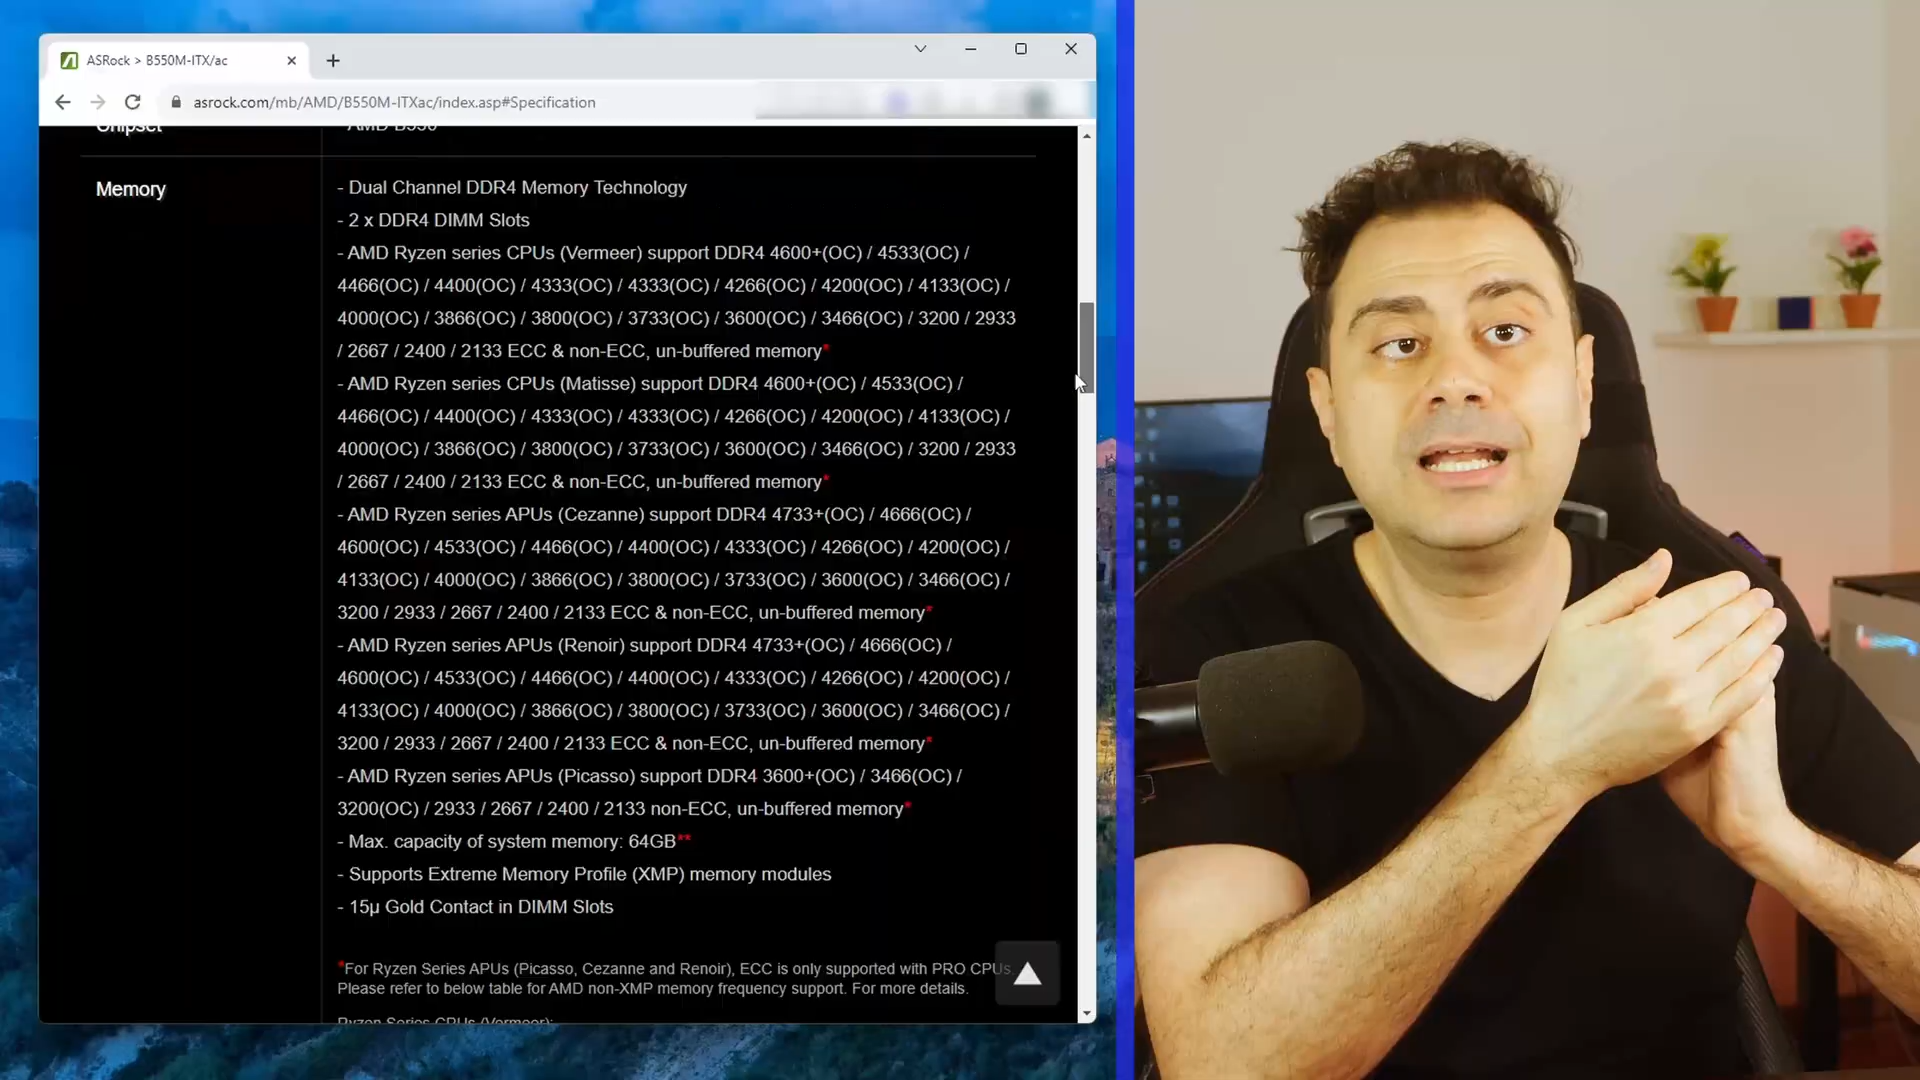 ASRock > B550M-ITX/ac
asrock.com/mb/AMD/B550M-ITXac/index.asp#Specification
Chipset
- AMD B550
Memory
- Dual Channel DDR4 Memory Technology
- 2 x DDR4 DIMM Slots
- AMD Ryzen series CPUs (Vermeer) support DDR4 4600+(OC) / 4533(OC) /
4466(OC) / 4400(OC) / 4333(OC) / 4333(OC) / 4266(OC) / 4200(OC) / 4133(OC) /
4000(OC) / 3866(OC) / 3800(OC) / 3733(OC) / 3600(OC) / 3466(OC) / 3200 / 2933
/ 2667 / 2400 / 2133 ECC & non-ECC, un-buffered memory*
- AMD Ryzen series CPUs (Matisse) support DDR4 4600+(OC) / 4533(OC) /
4466(OC) / 4400(OC) / 4333(OC) / 4333(OC) / 4266(OC) / 4200(OC) / 4133(OC) /
4000(OC) / 3866(OC) / 3800(OC) / 3733(OC) / 3600(OC) / 3466(OC) / 3200 / 2933
/ 2667 / 2400 / 2133 ECC & non-ECC, un-buffered memory*
- AMD Ryzen series APUs (Cezanne) support DDR4 4733+(OC) / 4666(OC) /
4600(OC) / 4533(OC) / 4466(OC) / 4400(OC) / 4333(OC) / 4266(OC) / 4200(OC) /
4133(OC) / 4000(OC) / 3866(OC) / 3800(OC) / 3733(OC) / 3600(OC) / 3466(OC) /
3200 / 2933 / 2667 / 2400 / 2133 ECC & non-ECC, un-buffered memory*
- AMD Ryzen series APUs (Renoir) support DDR4 4733+(OC) / 4666(OC) /
4600(OC) / 4533(OC) / 4466(OC) / 4400(OC) / 4333(OC) / 4266(OC) / 4200(OC) /
4133(OC) / 4000(OC) / 3866(OC) / 3800(OC) / 3733(OC) / 3600(OC) / 3466(OC) /
3200 / 2933 / 2667 / 2400 / 2133 ECC & non-ECC, un-buffered memory*
- AMD Ryzen series APUs (Picasso) support DDR4 3600+(OC) / 3466(OC) /
3200(OC) / 2933 / 2667 / 2400 / 2133 non-ECC, un-buffered memory*
- Max. capacity of system memory: 64GB**
- Supports Extreme Memory Profile (XMP) memory modules
- 15μ Gold Contact in DIMM Slots
*For Ryzen Series APUs (Picasso, Cezanne and Renoir), ECC is only supported with PRO CPUs.
Please refer to below table for AMD non-XMP memory frequency support. For more details.
Ryzen Series CPUs (Vermeer):